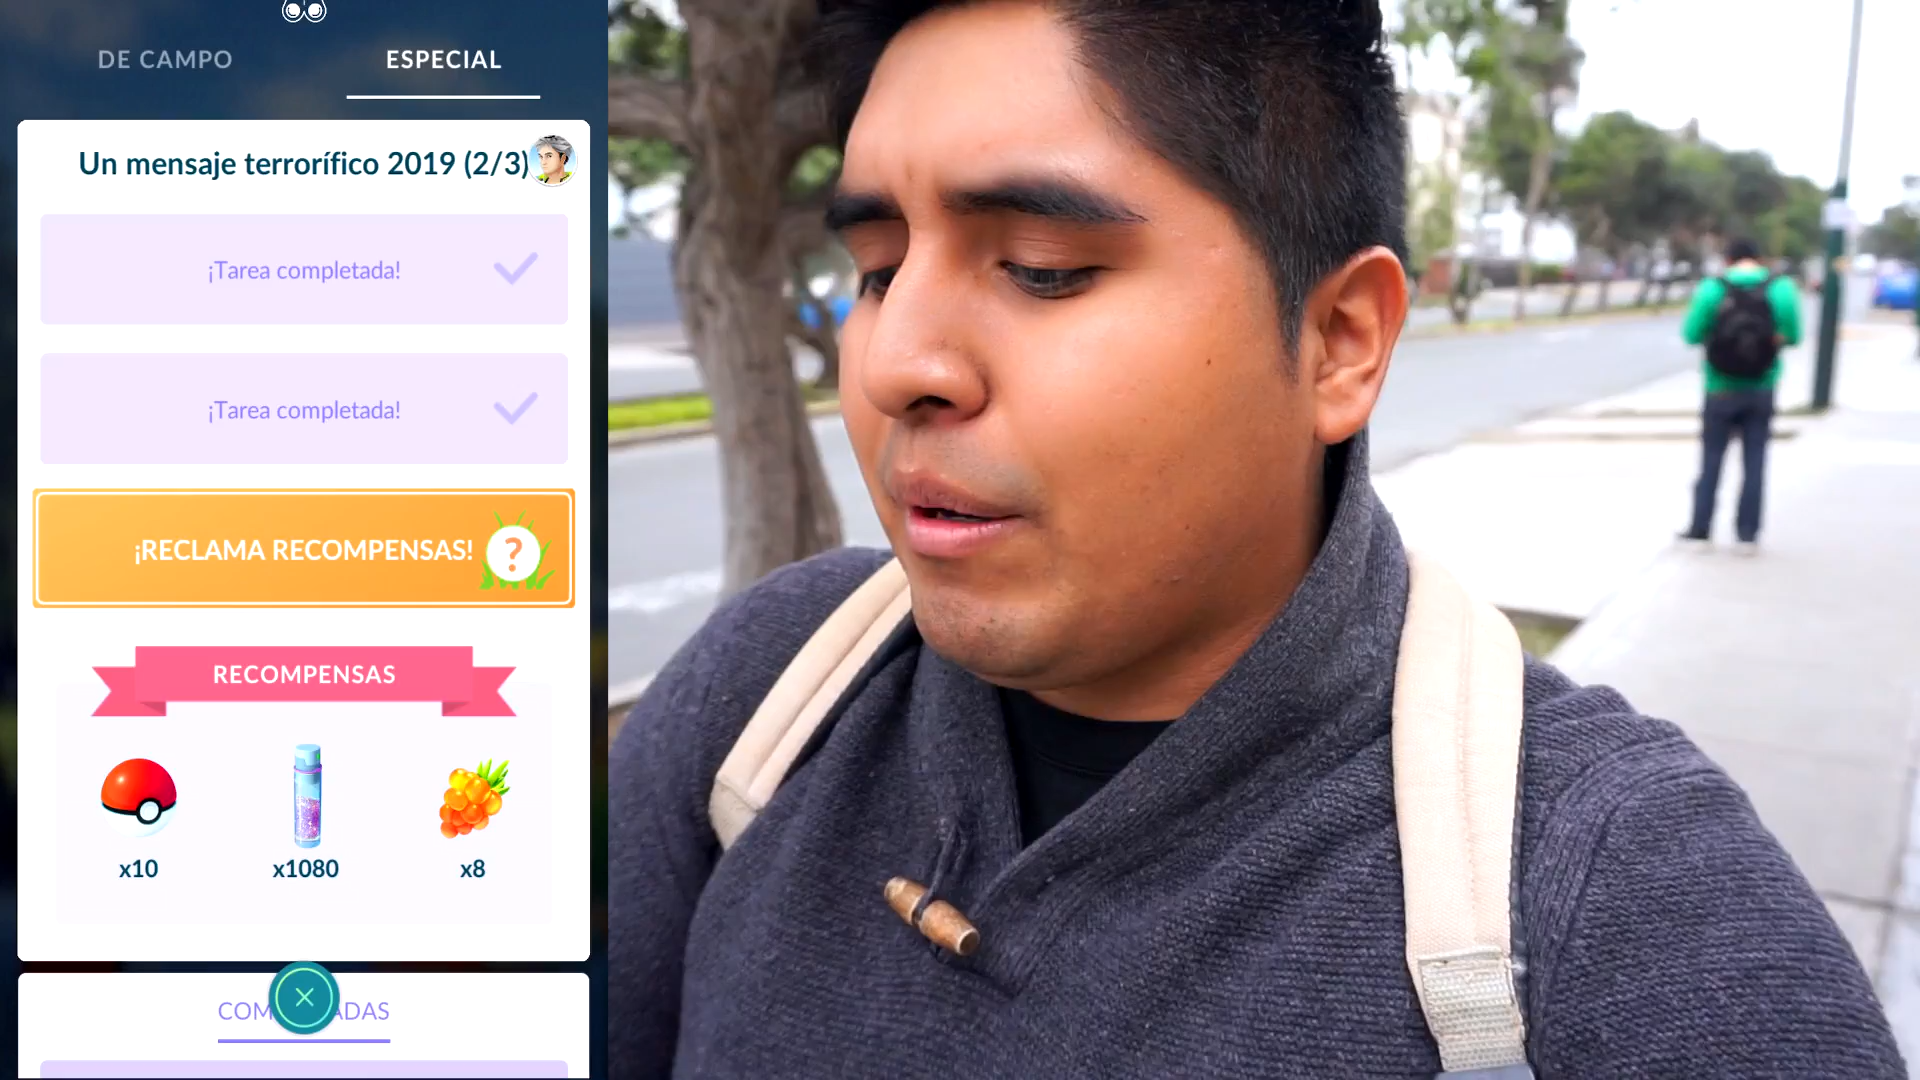 DE CAMPO
ESPECIAL
Un mensaje terrorífico 2019 (2/3)
¡Tarea completada!
¡Tarea completada!
¡RECLAMA RECOMPENSAS!
?
RECOMPENSAS
x10
x1080
x8